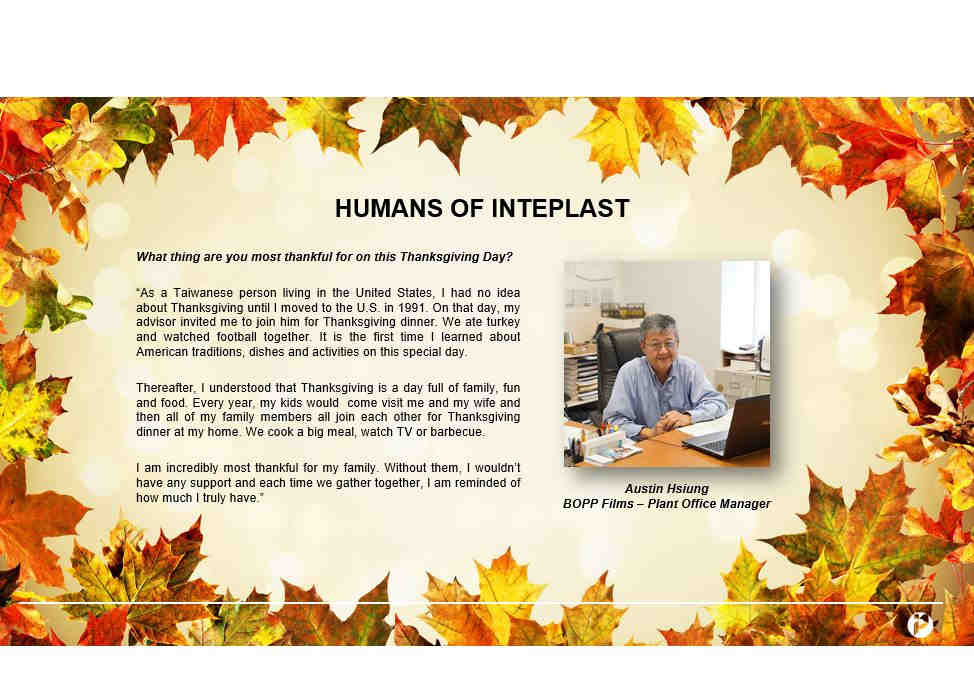 HUMANS OF INTEPLAST
What thing are you most thankful for on this Thanksgiving Day?
“As a Taiwanese person living in the United States, I had no idea
about Thanksgiving until I moved to the U.S. in 1991. On that day, my
advisor invited me to join him for Thanksgiving dinner. We ate turkey
and watched football together. It is the first time I learned about
American traditions, dishes and activities on this special day.
Thereafter, I understood that Thanksgiving is a day full of family, fun
and food. Every year, my kids would come visit me and my wife and
then all of my family members all join each other for Thanksgiving
dinner at my home. We cook a big meal, watch TV or barbecue.
I am incredibly most thankful for my family. Without them, I wouldn’t
have any support and each time we gather together, I am reminded of
how much I truly have.”
Austin Hsiung
BOPP Films – Plant Office Manager